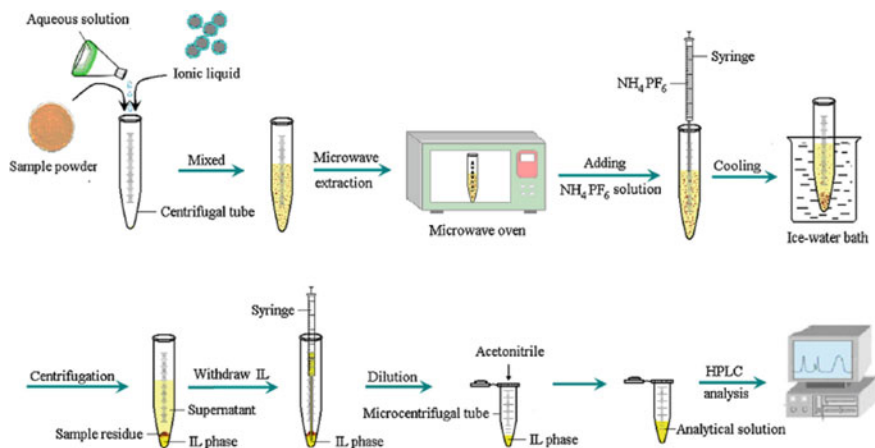 Aqueous solution
Ionic liquid
Sample powder
Centrifugal tube
Mixed
Microwave
extraction
Microwave oven
Adding
NH₄PF₆ solution
NH₄PF₆
Syringe
Cooling
Ice-water bath
Centrifugation
Supernatant
Sample residue
IL phase
Withdraw IL
Syringe
IL phase
Dilution
Acetonitrile
Microcentrifugal tube
IL phase
Analytical solution
HPLC
analysis